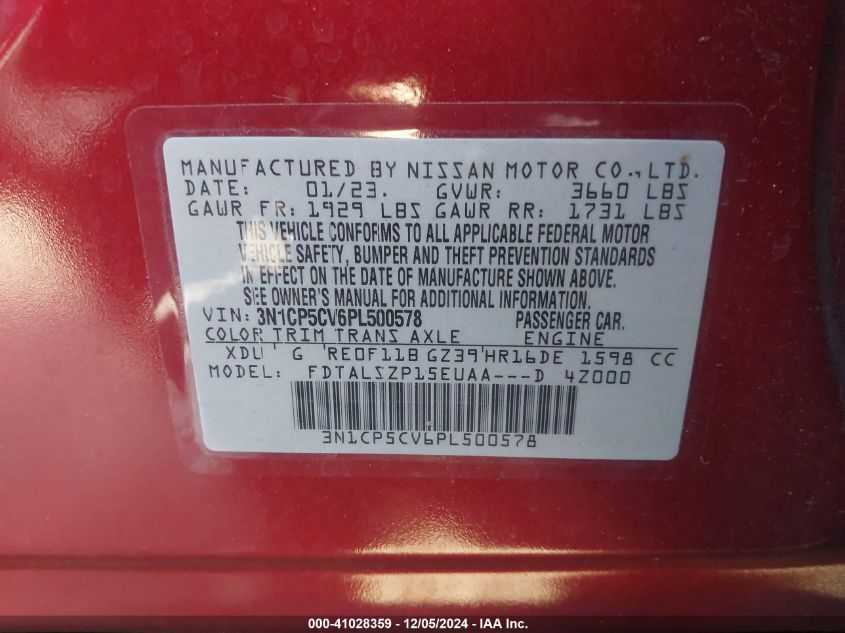 MANUFACTURED BY NISSAN MOTOR CO., LTD.
DATE: 01/23. GVWR: 3660 LBS
GAWR FR: 1929 LBS GAWR RR: 1731 LBS
THIS VEHICLE CONFORMS TO ALL APPLICABLE FEDERAL MOTOR
VEHICLE SAFETY, BUMPER AND THEFT PREVENTION STANDARDS
IN EFFECT ON THE DATE OF MANUFACTURE SHOWN ABOVE.
SEE OWNER'S MANUAL FOR ADDITIONAL INFORMATION.
VIN: 3N1CP5CV6PL500578 PASSENGER CAR.
COLOR TRIM TRANS AXLE ENGINE
XDU G RE0F11B GZ39 HR16DE 1598 CC
MODEL: FDTALSZP15EUAA---D 4Z000
3N1CP5CV6PL500578
000-41028359 - 12/05/2024 - IAA Inc.